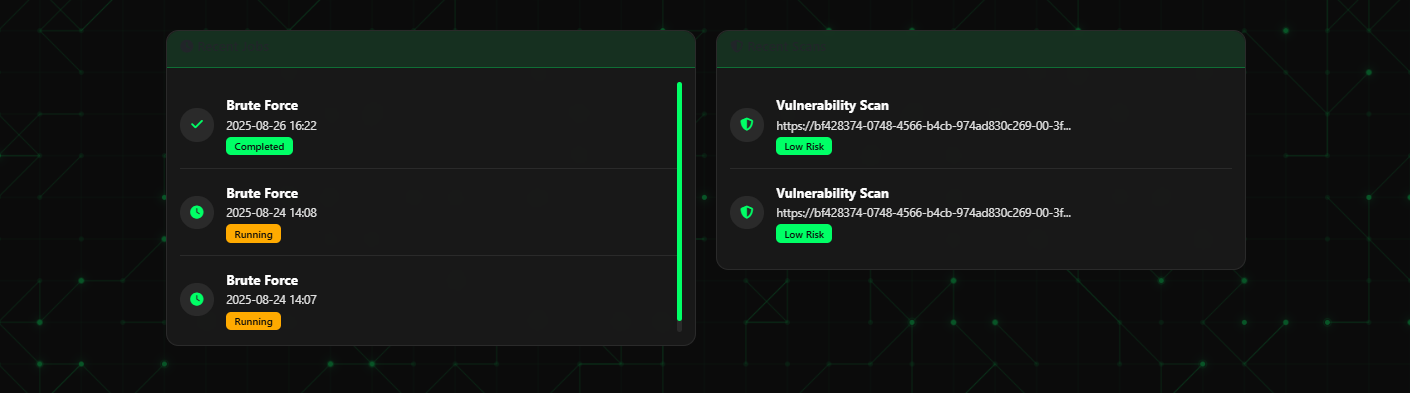 Brute Force
2025-08-26 16:22
Completed
Brute Force
2025-08-24 14:08
Running
Brute Force
2025-08-24 14:07
Running
Vulnerability Scan
https://bf428374-0748-4566-b4cb-974ad830c269-00-3f...
Low Risk
Vulnerability Scan
https://bf428374-0748-4566-b4cb-974ad830c269-00-3f...
Low Risk